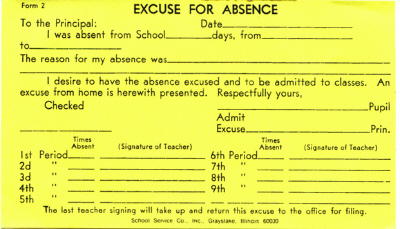 Form 2
EXCUSE FOR ABSENCE
To the Principal: Date
I was absent from School days, from
to
The reason for my absence was
I desire to have the absence excused and to be admitted to classes. An
excuse from home is herewith presented. Respectfully yours,
Checked Pupil
Admit
Excuse Prin.
Times Absent (Signature of Teacher) Times Absent (Signature of Teacher)
1st Period 6th Period
2d " 7th "
3d " 8th "
4th " 9th "
5th "
The last teacher signing will take up and return this excuse to the office for filing.
School Service Co., Inc., Grayslake, Illinois 60030